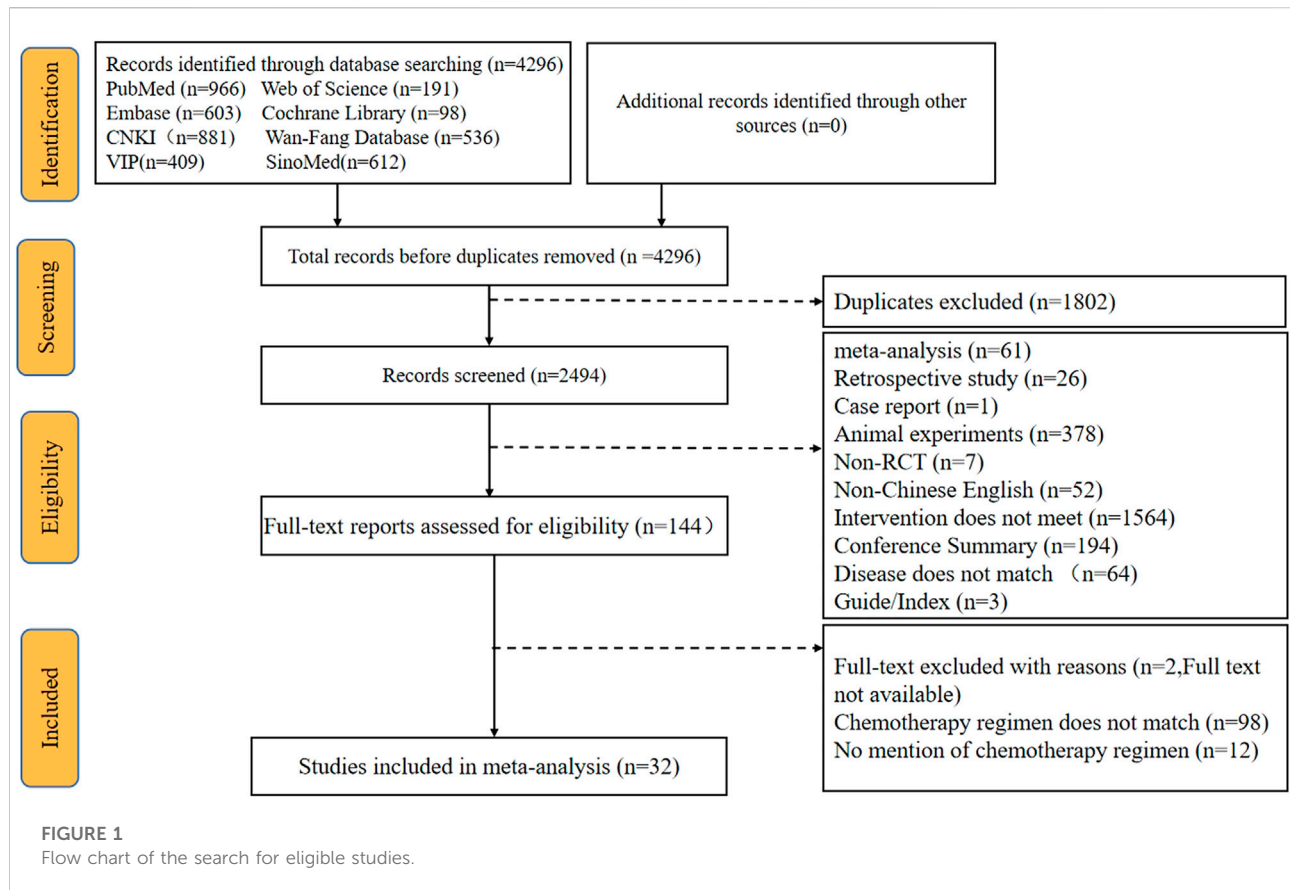 Identification
Records identified through database searching (n=4296)
PubMed (n=966) Web of Science (n=191)
Embase (n=603) Cochrane Library (n=98)
CNKI（n=881) Wan-Fang Database (n=536)
VIP(n=409) SinoMed(n=612)
Additional records identified through other
sources (n=0)
Total records before duplicates removed (n =4296)
Screening
Duplicates excluded (n=1802)
Records screened (n=2494)
meta-analysis (n=61)
Retrospective study (n=26)
Case report (n=1)
Animal experiments (n=378)
Non-RCT (n=7)
Non-Chinese English (n=52)
Intervention does not meet (n=1564)
Conference Summary (n=194)
Disease does not match （n=64)
Guide/Index (n=3)
Eligibility
Full-text reports assessed for eligibility (n=144）
Included
Full-text excluded with reasons (n=2,Full text
not available)
Chemotherapy regimen does not match (n=98)
No mention of chemotherapy regimen (n=12)
Studies included in meta-analysis (n=32)
FIGURE 1
Flow chart of the search for eligible studies.